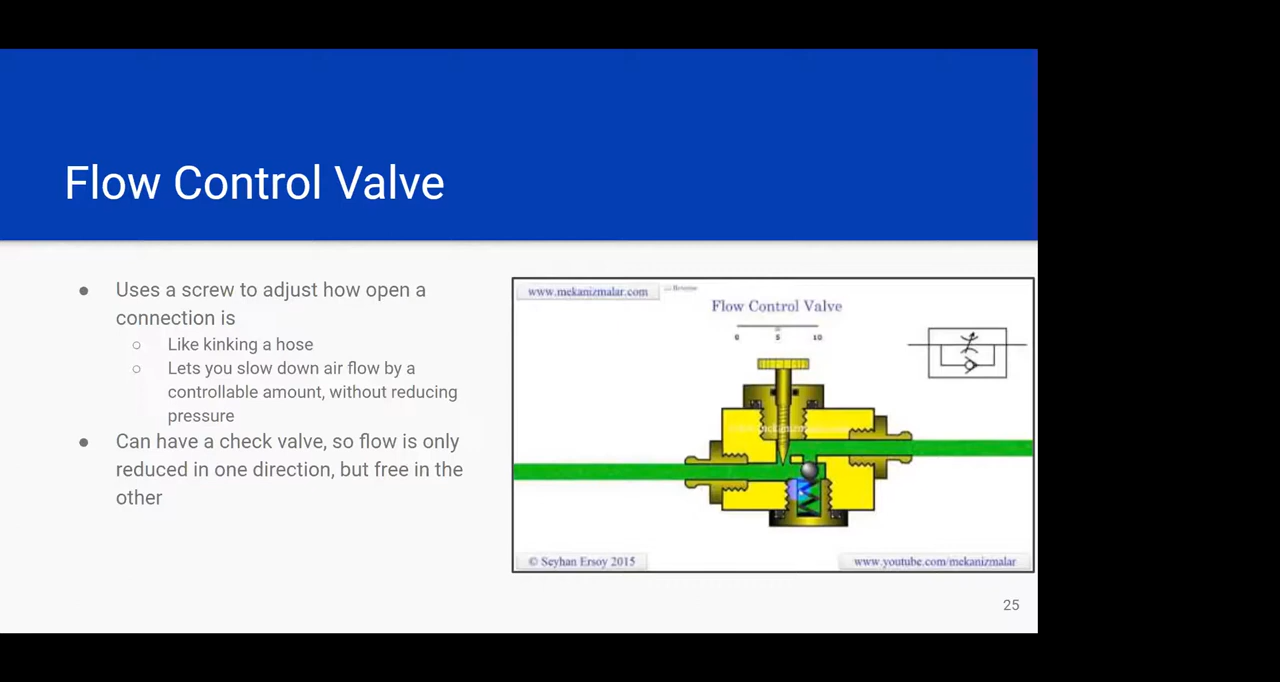 Flow Control Valve
Uses a screw to adjust how open a
connection is
Like kinking a hose
Lets you slow down air flow by a
controllable amount, without reducing
pressure
Can have a check valve, so flow is only
reduced in one direction, but free in the
other
www.mekanizmalar.com
Flow Control Valve
0 5 10
© Seyhan Ersoy 2015
www.youtube.com/mekanizmalar
25